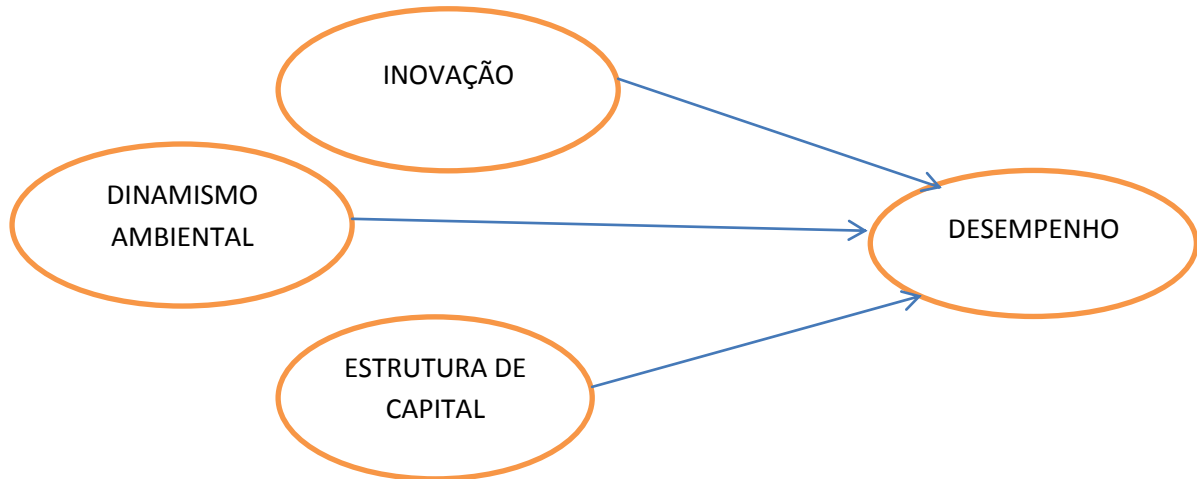 INOVAÇÃO
DINAMISMO
AMBIENTAL
DESEMPENHO
ESTRUTURA DE
CAPITAL